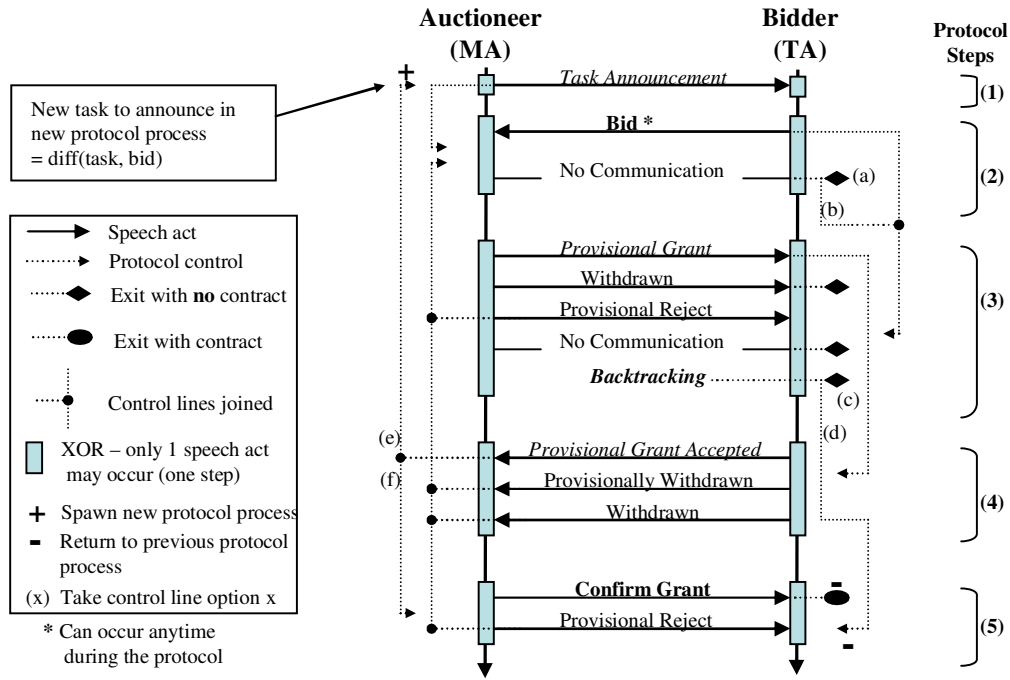 Auctioneer
(MA)
Bidder
(TA)
Protocol
Steps
+
Task Announcement
(1)
New task to announce in
new protocol process
= diff(task, bid)
Bid *
No Communication
(a)
(b)
(2)
Speech act
Protocol control
Exit with no contract
Exit with contract
Control lines joined
XOR – only 1 speech act
may occur (one step)
+ Spawn new protocol process
- Return to previous protocol
process
(x) Take control line option x
* Can occur anytime
during the protocol
Provisional Grant
Withdrawn
Provisional Reject
No Communication
Backtracking
(c)
(d)
(3)
(e)
(f)
Provisional Grant Accepted
Provisionally Withdrawn
Withdrawn
(4)
Confirm Grant
-
Provisional Reject
-
(5)